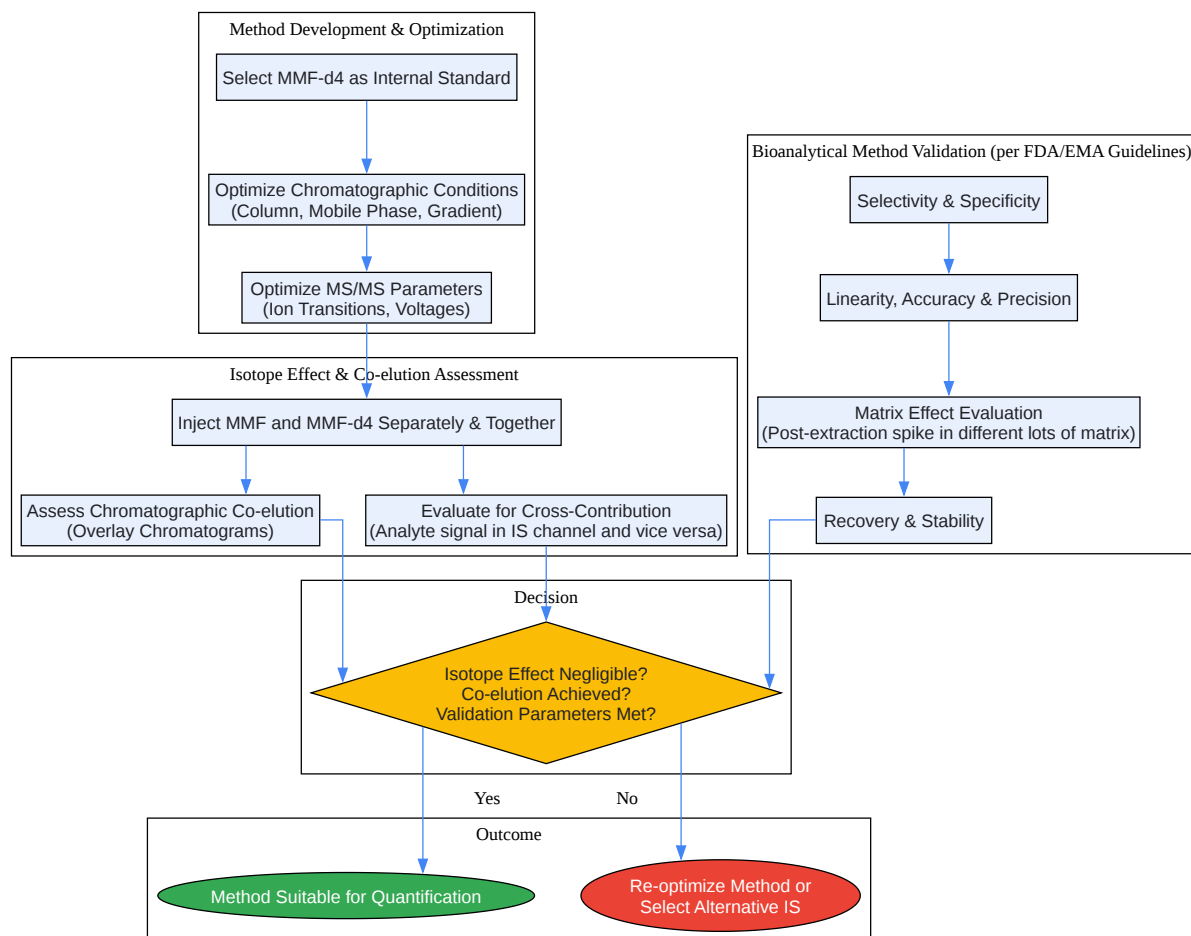 Method Development & Optimization
Select MMF-d4 as Internal Standard
Optimize Chromatographic Conditions
(Column, Mobile Phase, Gradient)
Optimize MS/MS Parameters
(Ion Transitions, Voltages)
Isotope Effect & Co-elution Assessment
Inject MMF and MMF-d4 Separately & Together
Assess Chromatographic Co-elution
(Overlay Chromatograms)
Evaluate for Cross-Contribution
(Analyte signal in IS channel and vice versa)
Bioanalytical Method Validation (per FDA/EMA Guidelines)
Selectivity & Specificity
Linearity, Accuracy & Precision
Matrix Effect Evaluation
(Post-extraction spike in different lots of matrix)
Recovery & Stability
Decision
Isotope Effect Negligible?
Co-elution Achieved?
Validation Parameters Met?
Yes
No
Outcome
Method Suitable for Quantification
Re-optimize Method or
Select Alternative IS